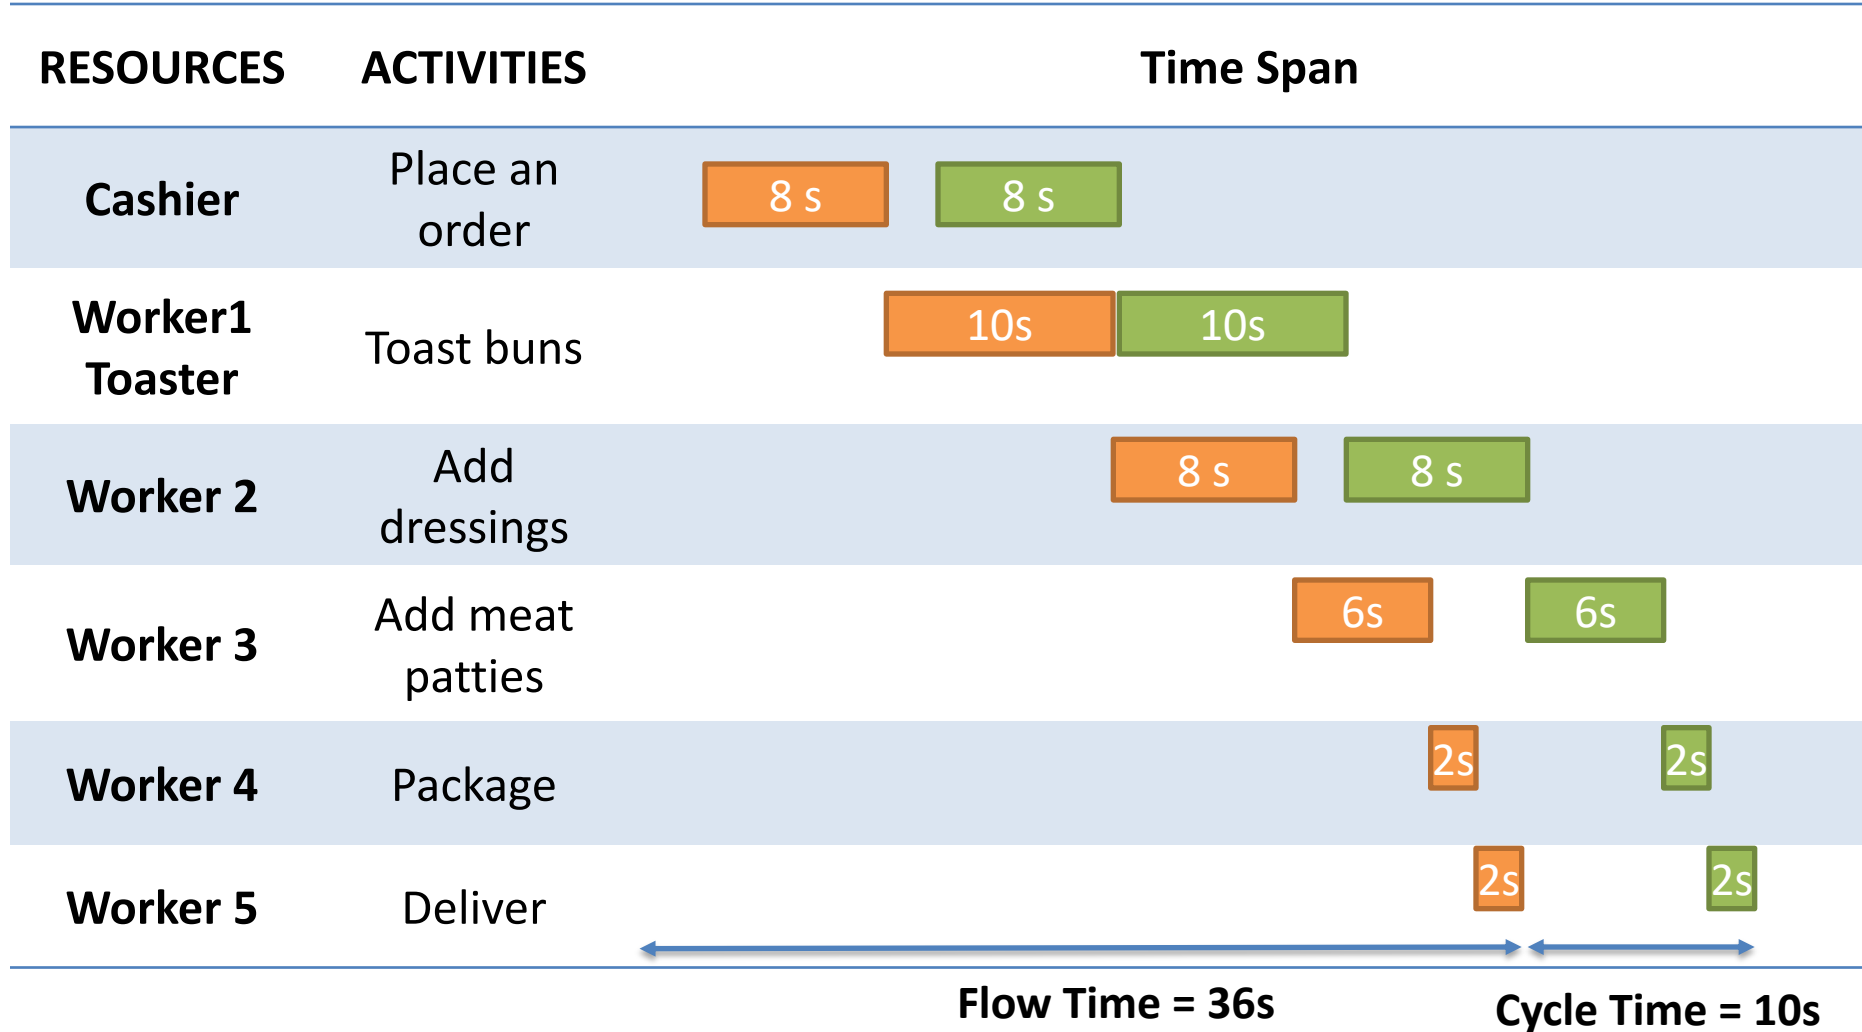 RESOURCES ACTIVITIES Time Span
Cashier
Place an
order
8 s 8 s
Worker1
Toaster
Toast buns
10s 10s
Worker 2
Add
dressings
8 s 8 s
Worker 3
Add meat
patties
6s 6s
Worker 4
Package
2s 2s
Worker 5
Deliver
2s 2s
Flow Time = 36s
Cycle Time = 10s